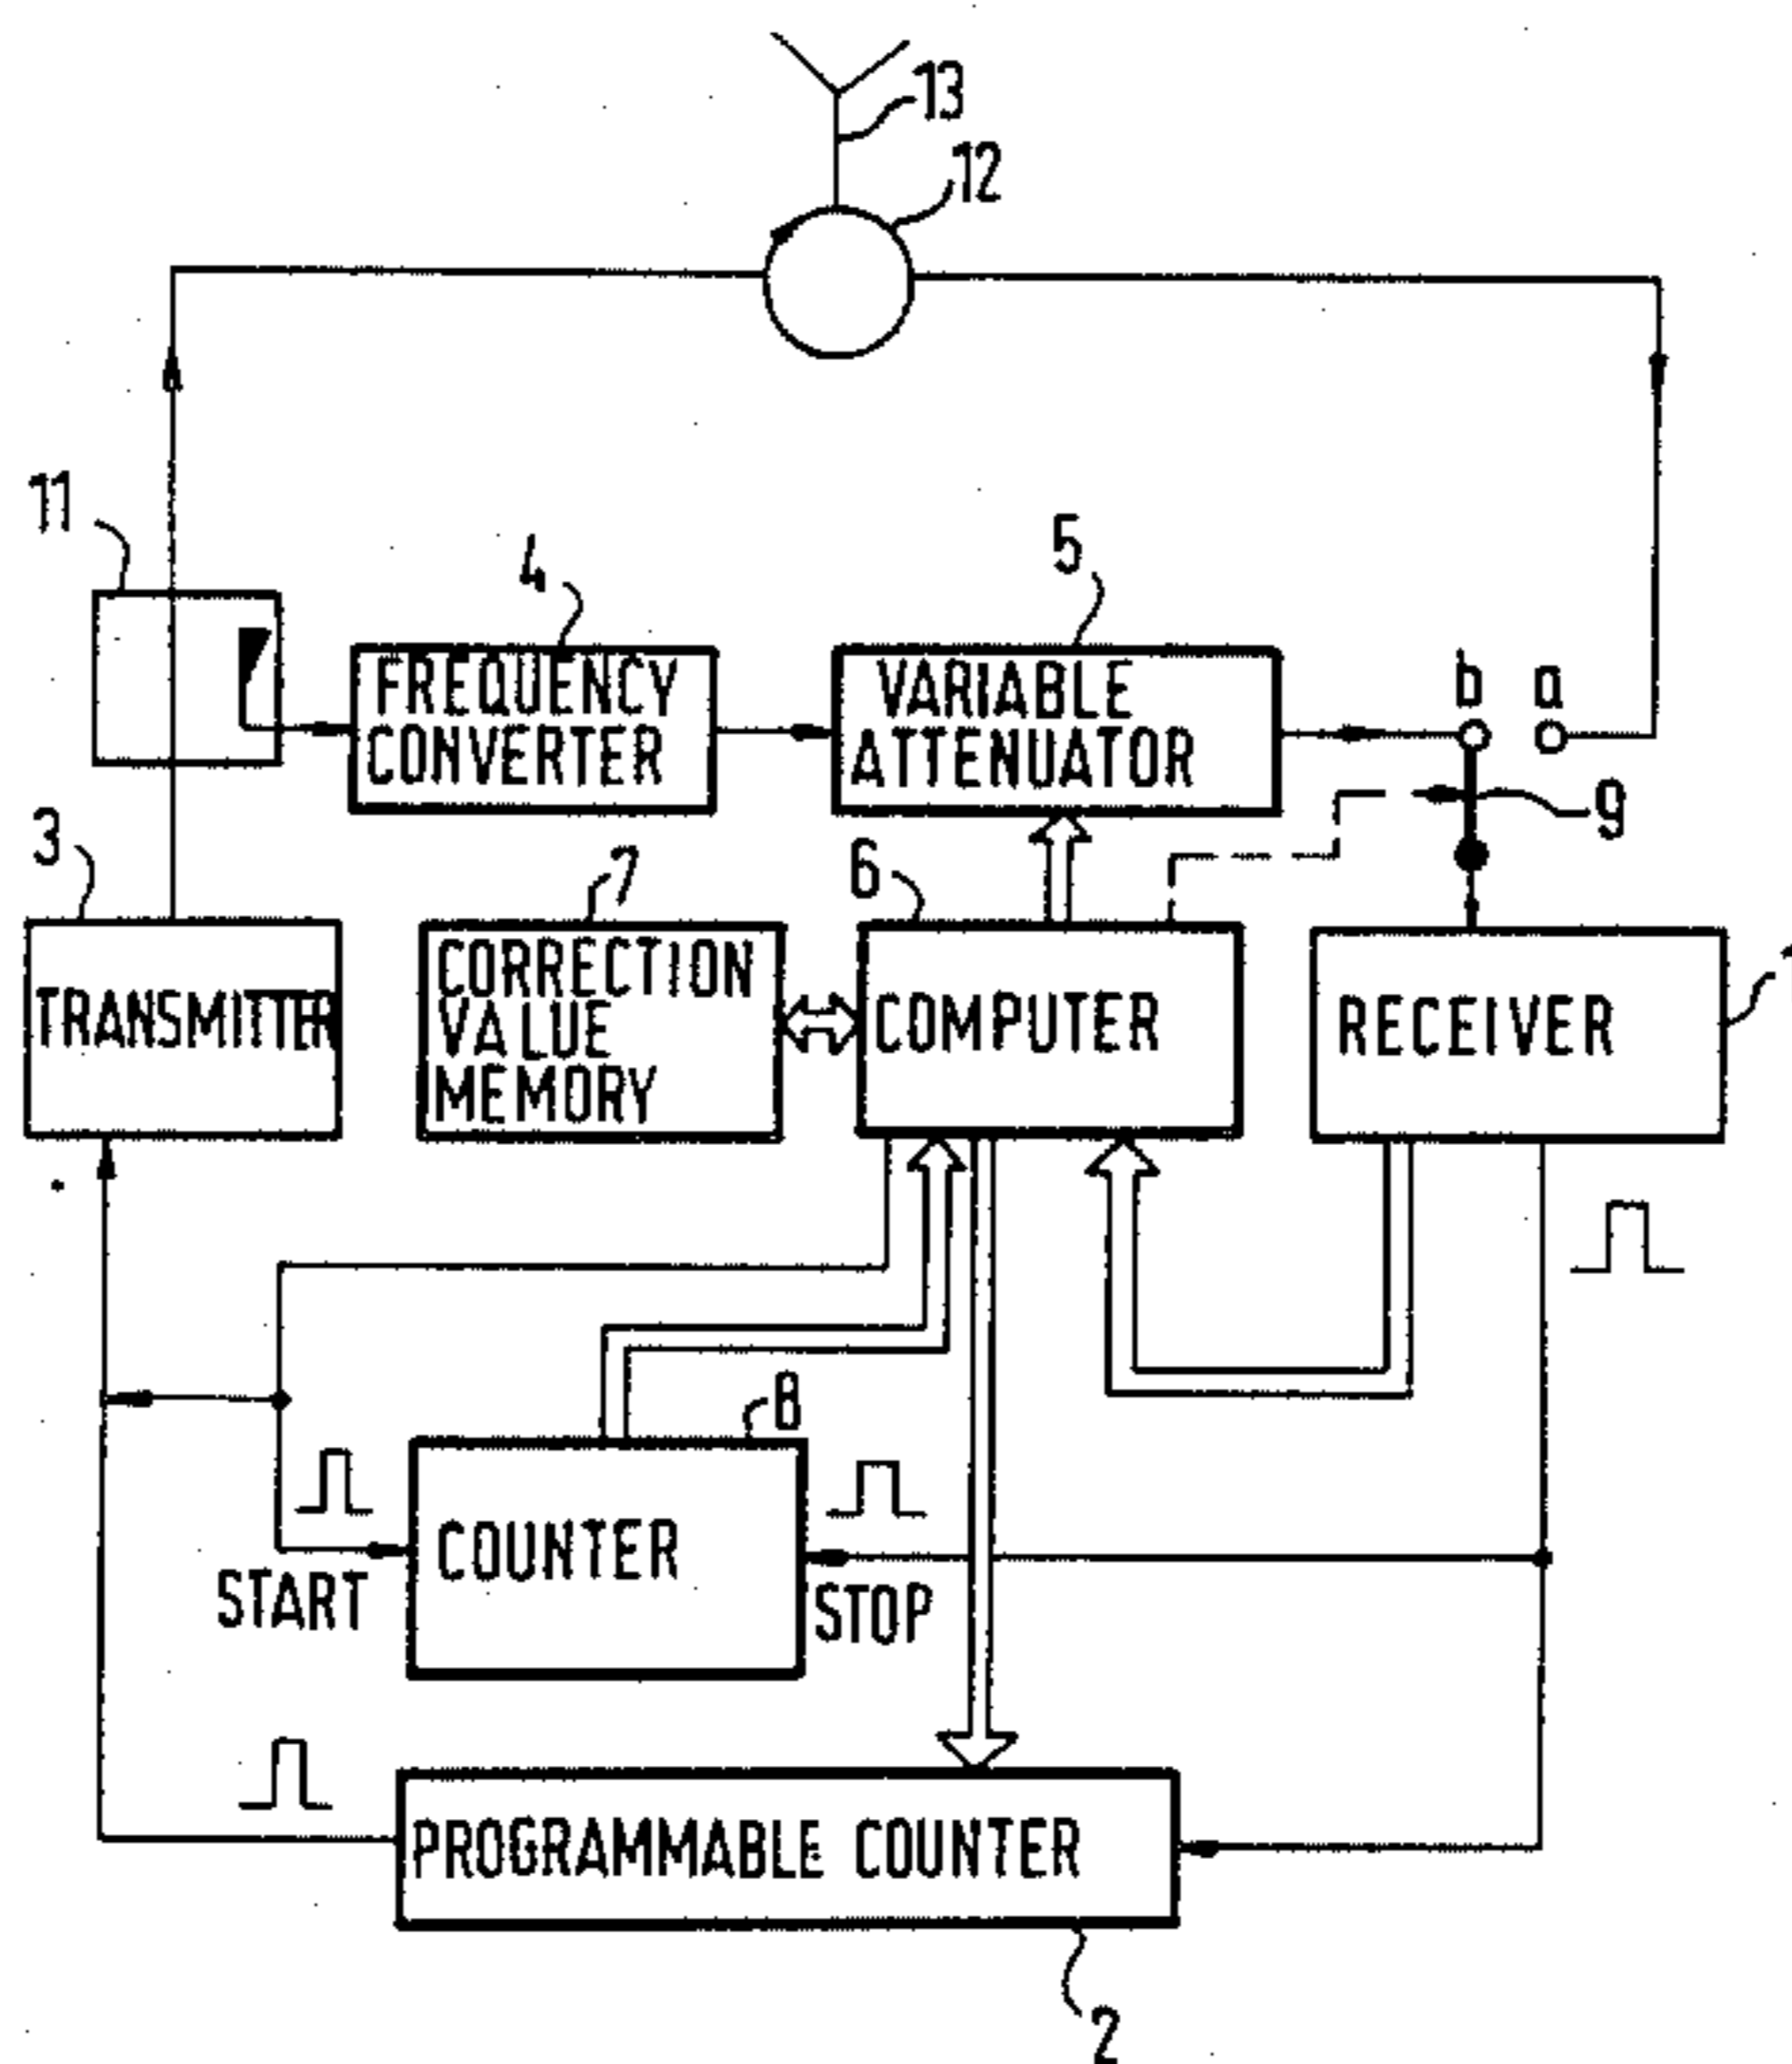 13
12
11
4
5
FREQUENCY
CONVERTER
VARIABLE
ATTENUATOR
b
a
9
3
7
6
1
TRANSMITTER
CORRECTION
VALUE
MEMORY
COMPUTER
RECEIVER
8
COUNTER
START
STOP
PROGRAMMABLE COUNTER
2